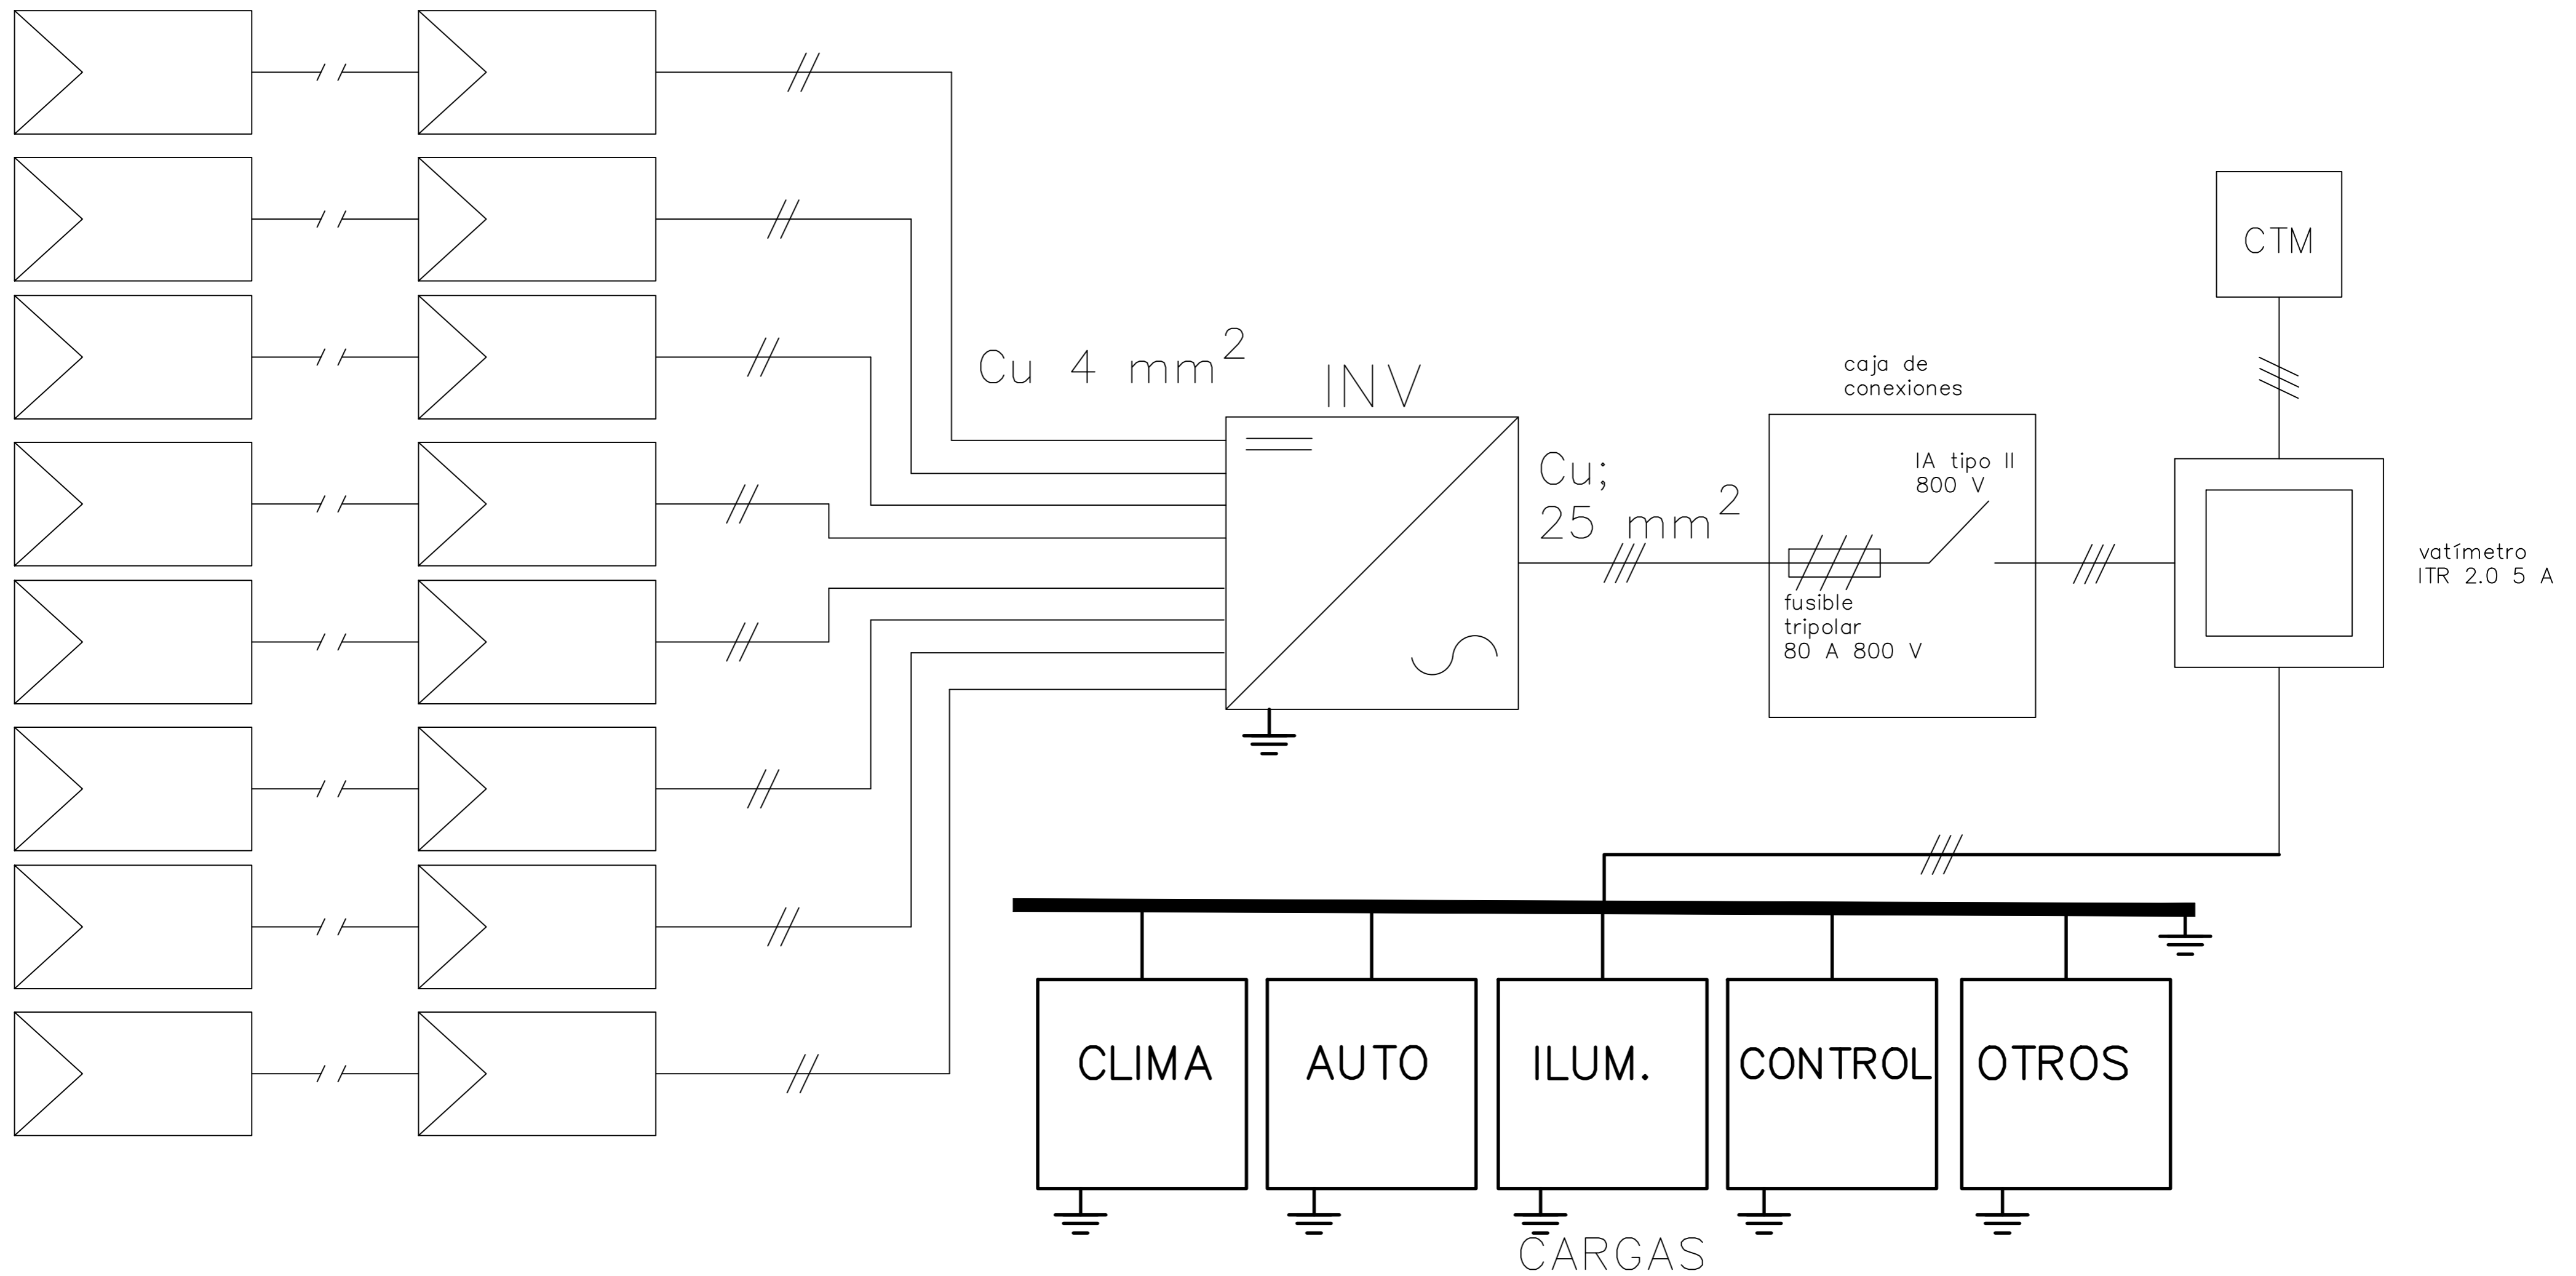 CTM
Cu 4 mm²
INV
caja de
conexiones
Cu;
25 mm²
IA tipo II
800 V
vatímetro
ITR 2.0 5 A
fusible
tripolar
80 A 800 V
CLIMA
AUTO
ILUM.
CONTROL
OTROS
CARGAS